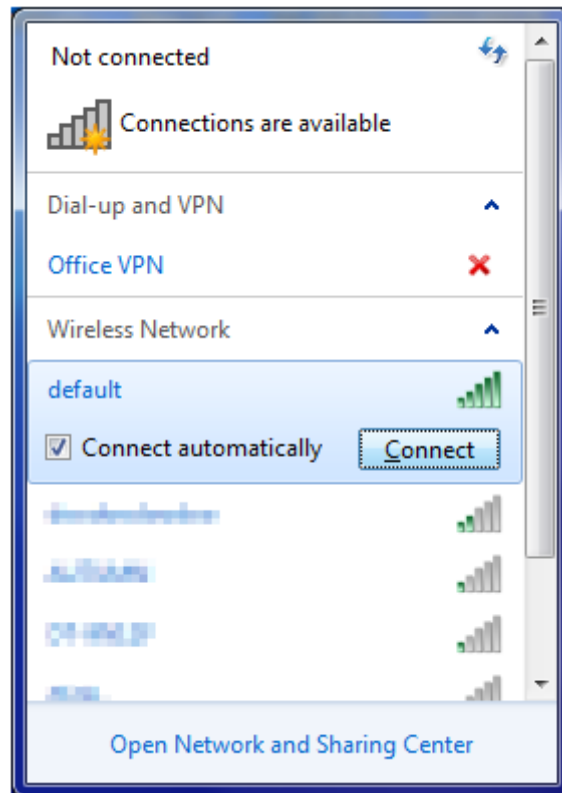 Not connected
Connections are available
Dial-up and VPN
Office VPN
Wireless Network
default
Connect automatically Connect
Open Network and Sharing Center